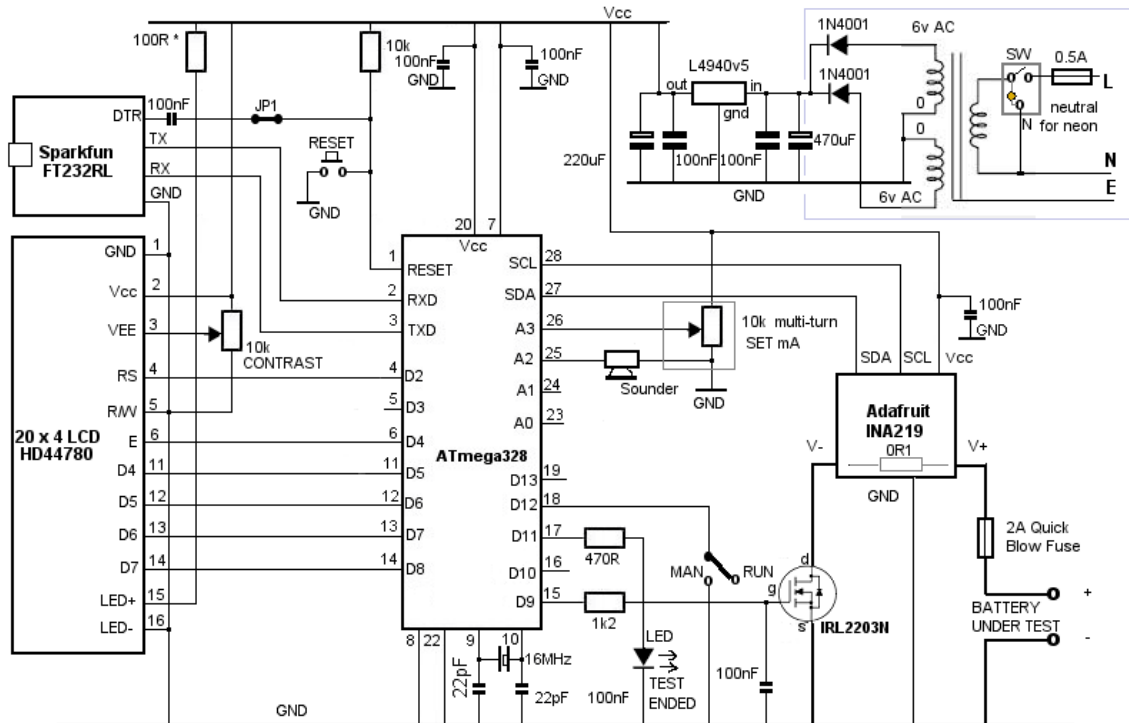 Vcc
100R *
10k
100nF
GND
100nF
GND
1N4001
6v AC
1N4001
L4940v5
out
in
gnd
220uF
100nF
100nF
470uF
GND
0
0
6v AC
SW
0.5A
L
neutral
for neon
N
N
E
DTR
100nF
JP1
TX
Sparkfun
FT232RL
RX
GND
RESET
GND
20
7
Vcc
GND
1
Vcc
2
VEE
3
10k
CONTRAST
RS
4
R/W
5
20 x 4 LCD
HD44780
E
6
D4
11
D5
12
D6
13
D7
14
LED+
15
LED-
16
1
RESET
2
RXD
3
TXD
4
D2
5
D3
6
D4
ATmega328
11
D5
12
D6
13
D7
14
D8
SCL
28
SDA
27
A3
26
A2
25
A1
24
A0
23
D13
19
D12
18
D11
17
D10
16
D9
15
8
22
9
10
16MHz
22pF
22pF
GND
10k multi-turn
SET mA
Sounder
GND
100nF
GND
SDA
SCL
Vcc
Adafruit
INA219
0R1
V-
V+
GND
2A Quick
Blow Fuse
470R
MAN
RUN
1k2
d
g
s
IRL2203N
BATTERY
UNDER TEST
+
-
LED
TEST
ENDED
100nF
100nF